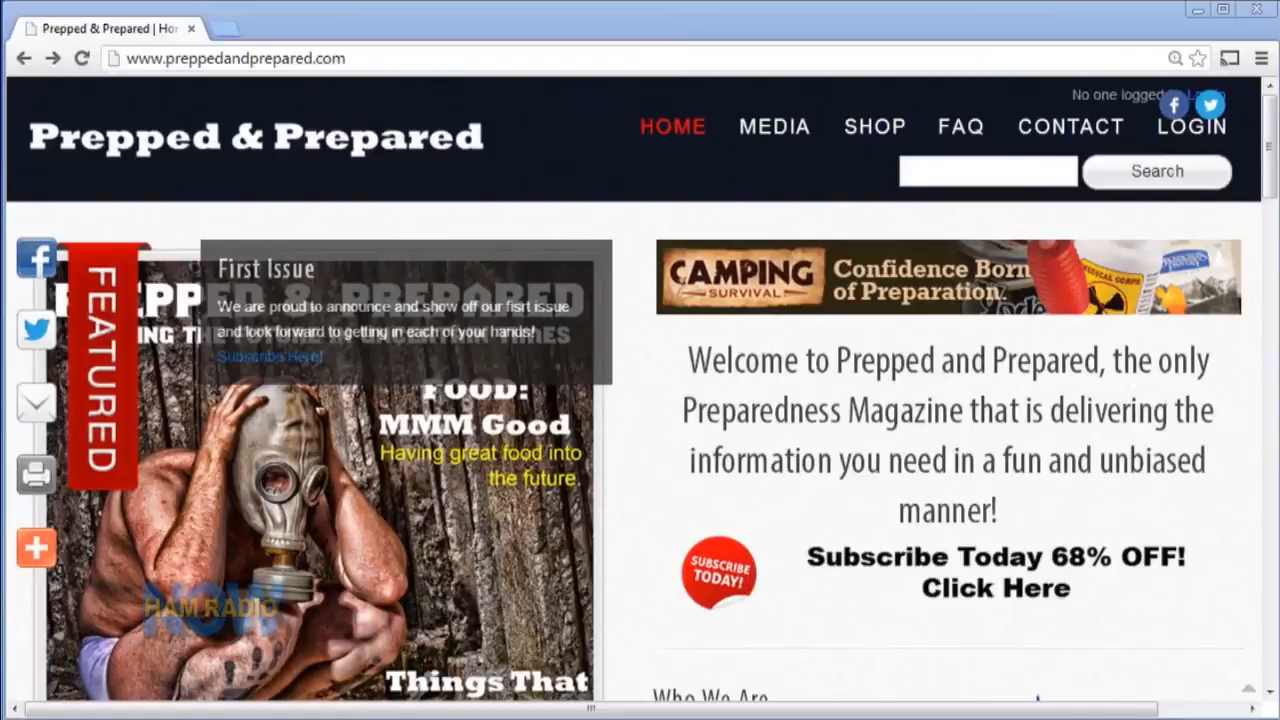 Prepped & Prepared | Hor
www.preppedandprepared.com
No one logged
Prepped & Prepared
HOME MEDIA SHOP FAQ CONTACT LOGIN
Search
FEATURED
First Issue
We are proud to announce and show off our fisrt issue
and look forward to getting in each of your hands!
Subscribe Here!
FOOD:
MMM Good
Having great food into
the future.
HAM RADIO
NOW
Things That
CAMPING
SURVIVAL
Confidence Born
of Preparation.
MEDICAL CORPS
Welcome to Prepped and Prepared, the only
Preparedness Magazine that is delivering the
information you need in a fun and unbiased
manner!
SUBSCRIBE
TODAY!
Subscribe Today 68% OFF!
Click Here
Who We Are